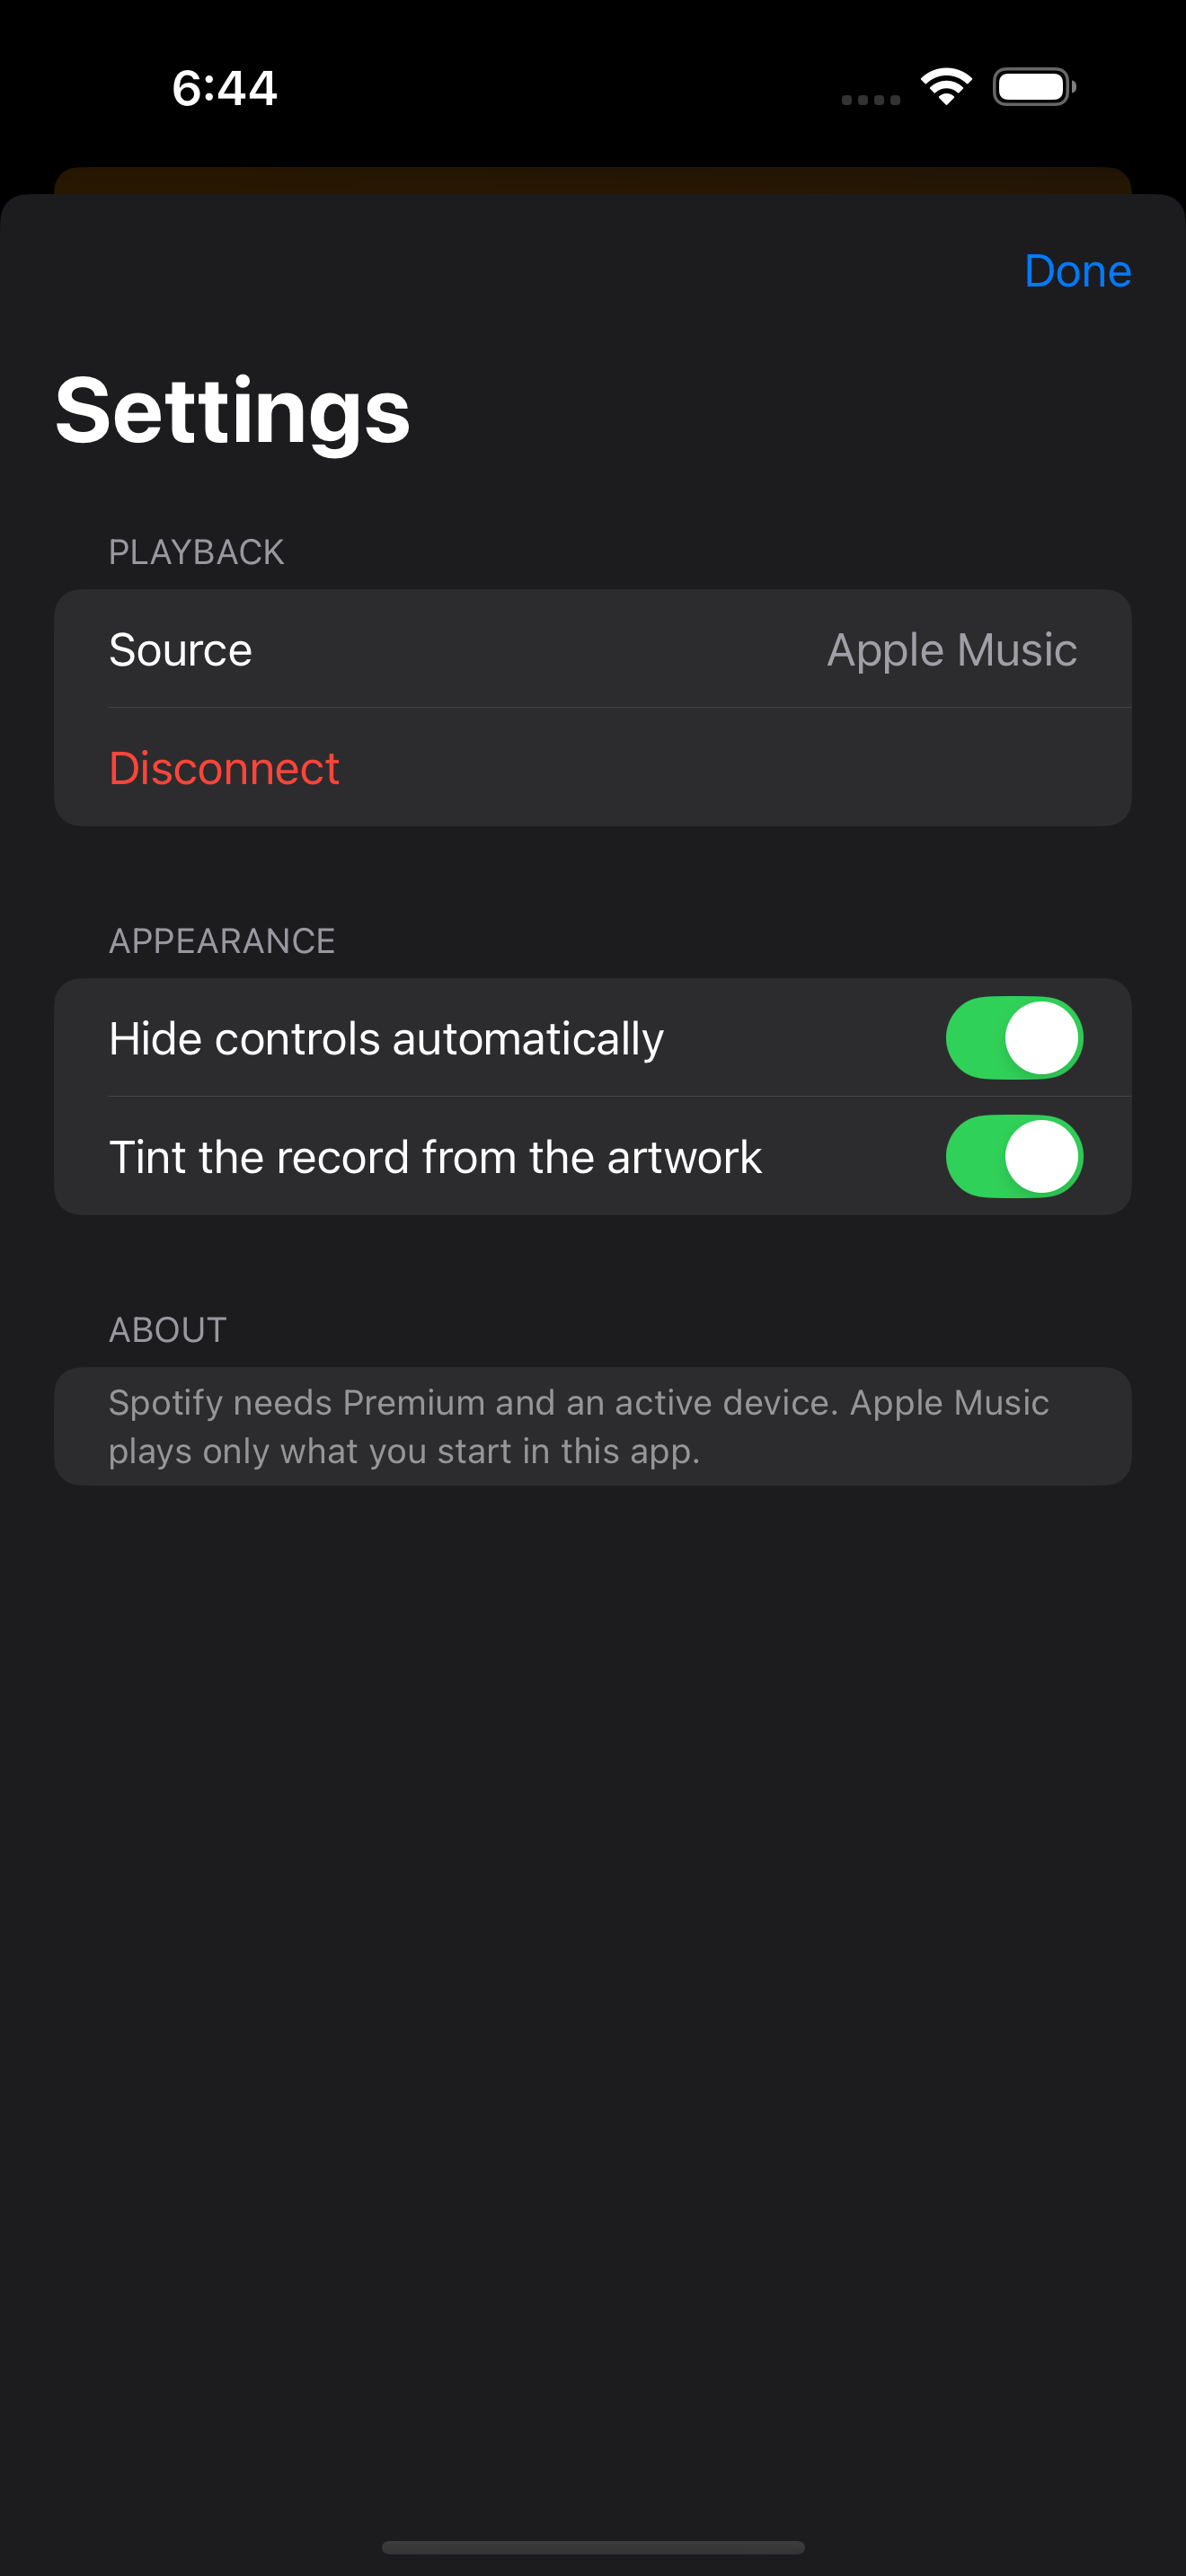 6:44
Done
Settings
PLAYBACK
Source Apple Music
Disconnect
APPEARANCE
Hide controls automatically
Tint the record from the artwork
ABOUT
Spotify needs Premium and an active device. Apple Music
plays only what you start in this app.